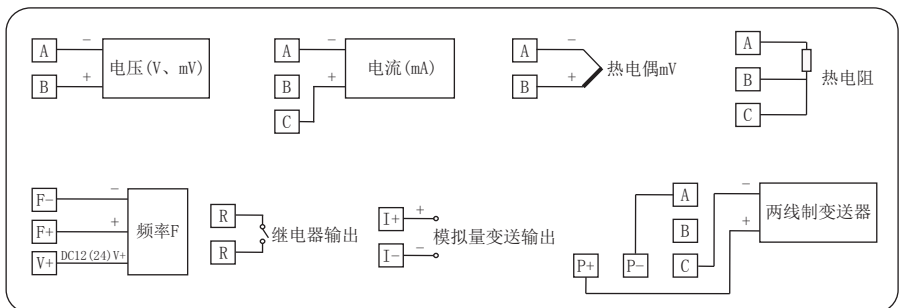 A
−
B
+
电压(V、mV)
A
−
B
+
C
电流(mA)
A
−
B
+
热电偶mV
A
B
C
热电阻
F−
−
F+
+
V+
DC12(24)V+
频率F
R
R
继电器输出
I+
+
I−
−
模拟量变送输出
A
B
C
P+
P−
−
+
两线制变送器